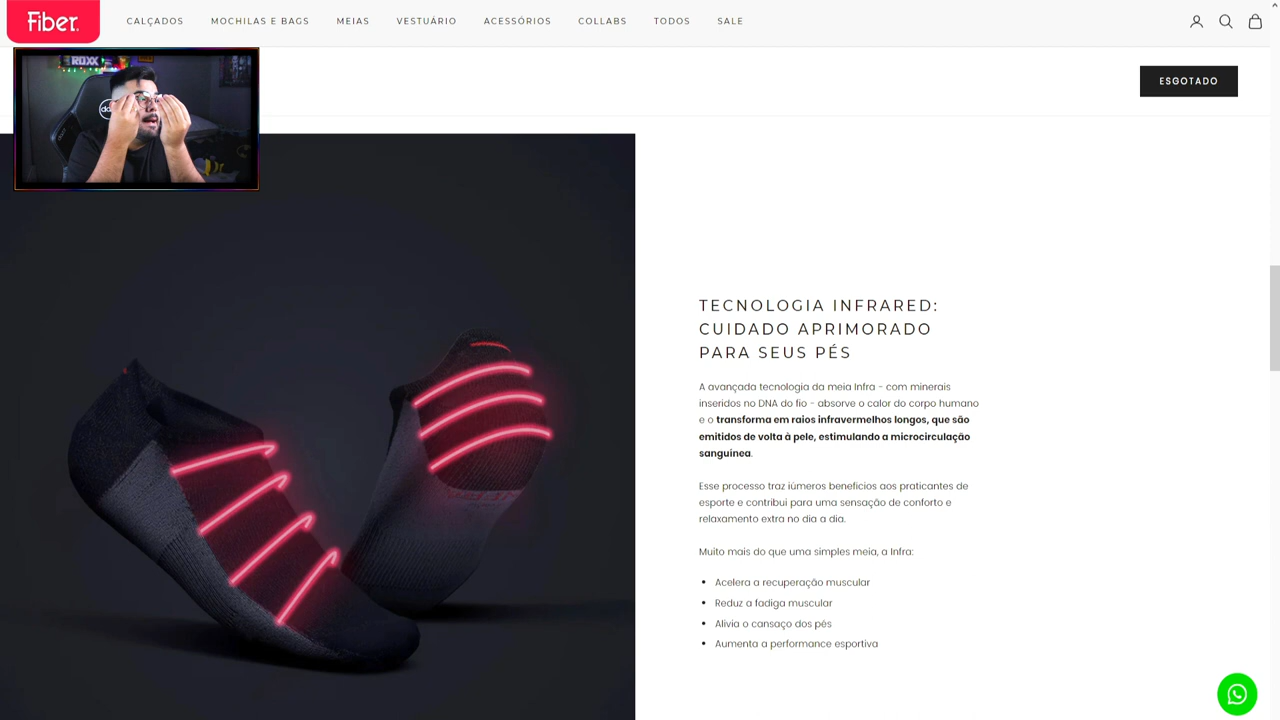 Fiber.
CALÇADOS MOCHILAS E BAGS MEIAS VESTUÁRIO ACESSÓRIOS COLLABS TODOS SALE
ROXX
ESGOTADO
TECNOLOGIA INFRARED:
CUIDADO APRIMORADO
PARA SEUS PÉS
A avançada tecnologia da meia Infra - com minerais
inseridos no DNA do fio - absorve o calor do corpo humano
e o transforma em raios infravermelhos longos, que são
emitidos de volta à pele, estimulando a microcirculação
sanguínea.
Esse processo traz iúmeros benefícios aos praticantes de
esporte e contribui para uma sensação de conforto e
relaxamento extra no dia a dia.
Muito mais do que uma simples meia, a Infra:
• Acelera a recuperação muscular
• Reduz a fadiga muscular
• Alivia o cansaço dos pés
• Aumenta a performance esportiva